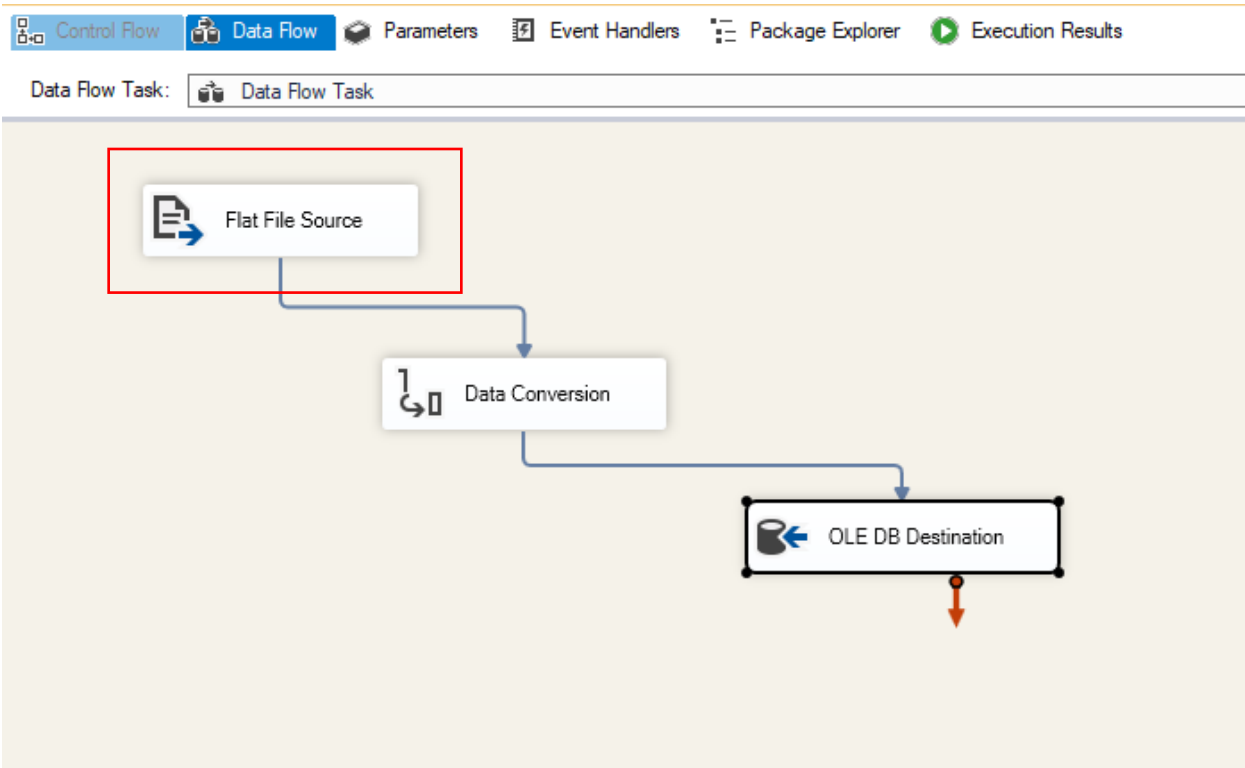 Control Flow Data Flow Parameters Event Handlers Package Explorer Execution Results
Data Flow Task: Data Flow Task
Flat File Source
Data Conversion
OLE DB Destination